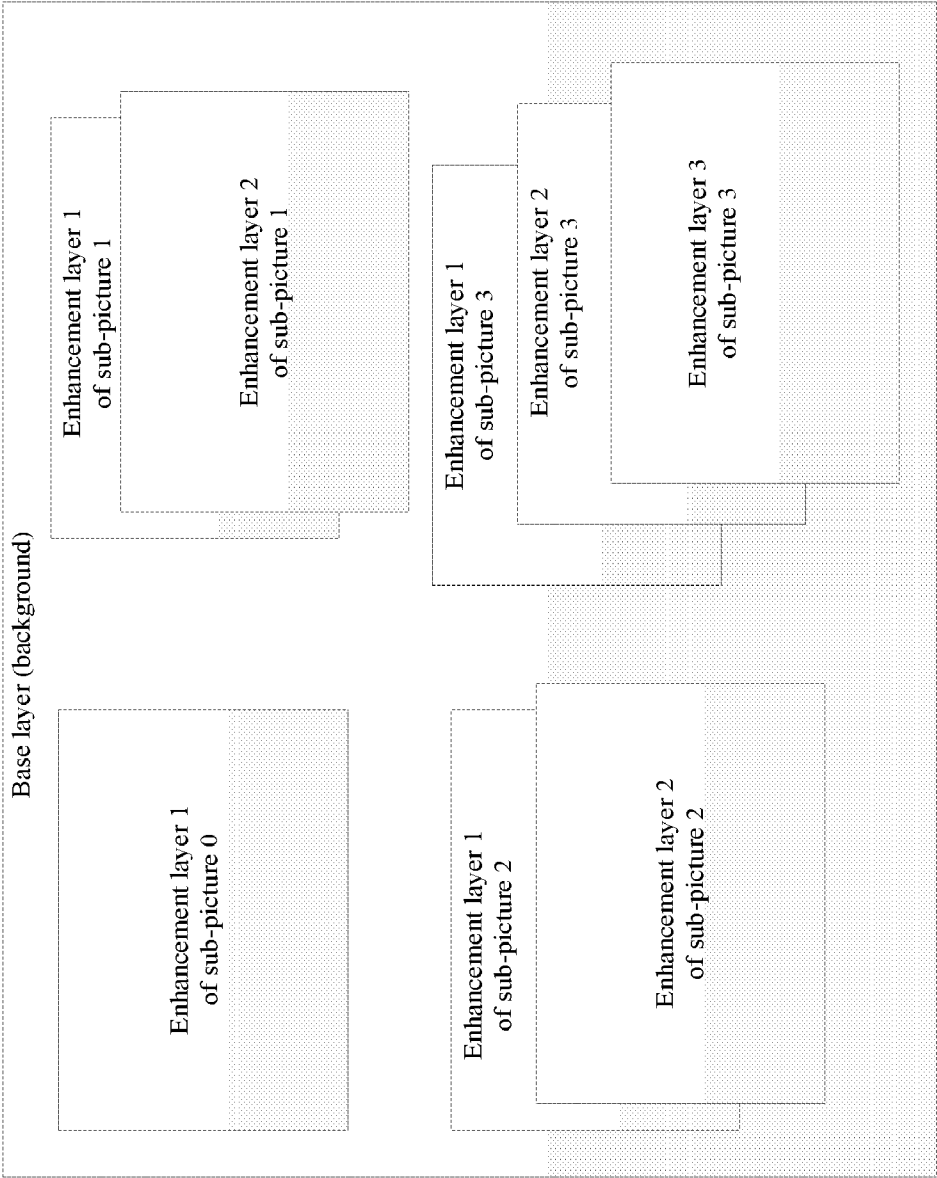 Base layer (background)
Enhancement layer 1
of sub-picture 0
Enhancement layer 1
of sub-picture 1
Enhancement layer 2
of sub-picture 1
Enhancement layer 1
of sub-picture 2
Enhancement layer 2
of sub-picture 2
Enhancement layer 1
of sub-picture 3
Enhancement layer 2
of sub-picture 3
Enhancement layer 3
of sub-picture 3